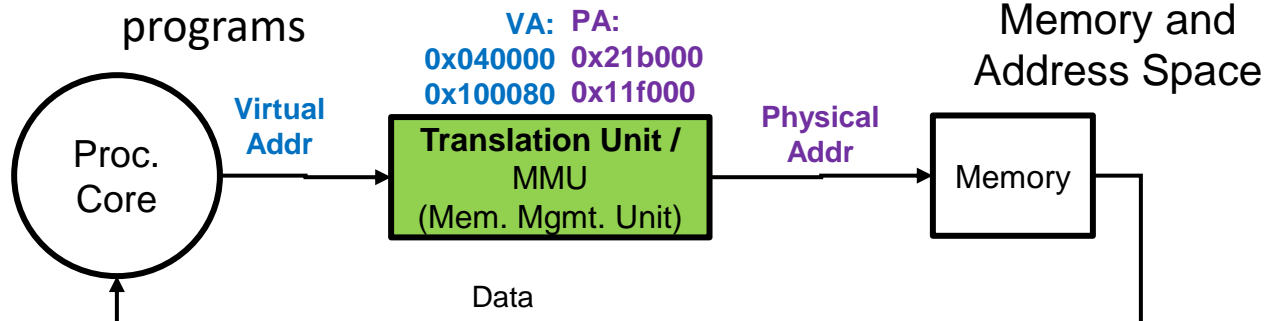 programs
VA: PA:
0x040000 0x21b000
0x100080 0x11f000
Memory and
Address Space
Virtual
Addr
Proc.
Core
Translation Unit /
MMU
(Mem. Mgmt. Unit)
Physical
Addr
Memory
Data